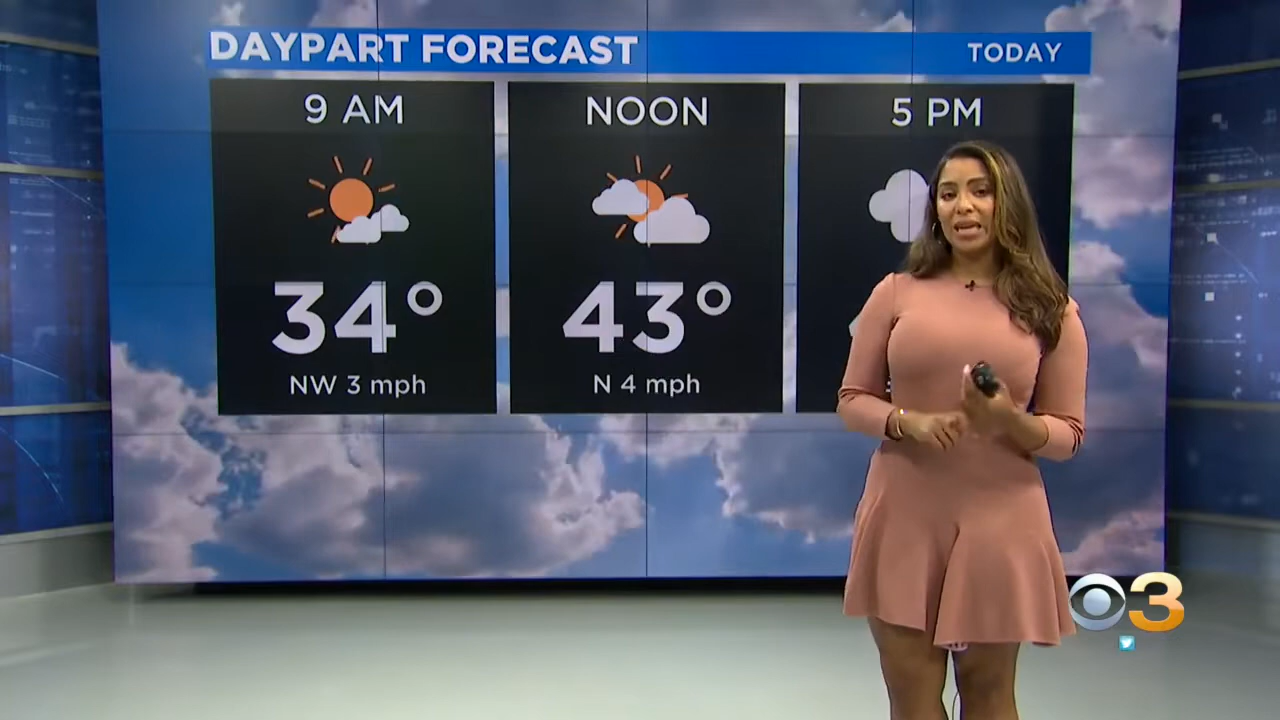 DAYPART FORECAST
TODAY
9 AM
NOON
5 PM
34°
43°
NW 3 mph
N 4 mph
3